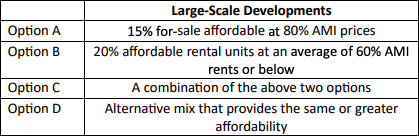 Large-Scale Developments
Option A 15% for-sale affordable at 80% AMI prices
Option B 20% affordable rental units at an average of 60% AMI
rents or below
Option C A combination of the above two options
Option D Alternative mix that provides the same or greater
affordability